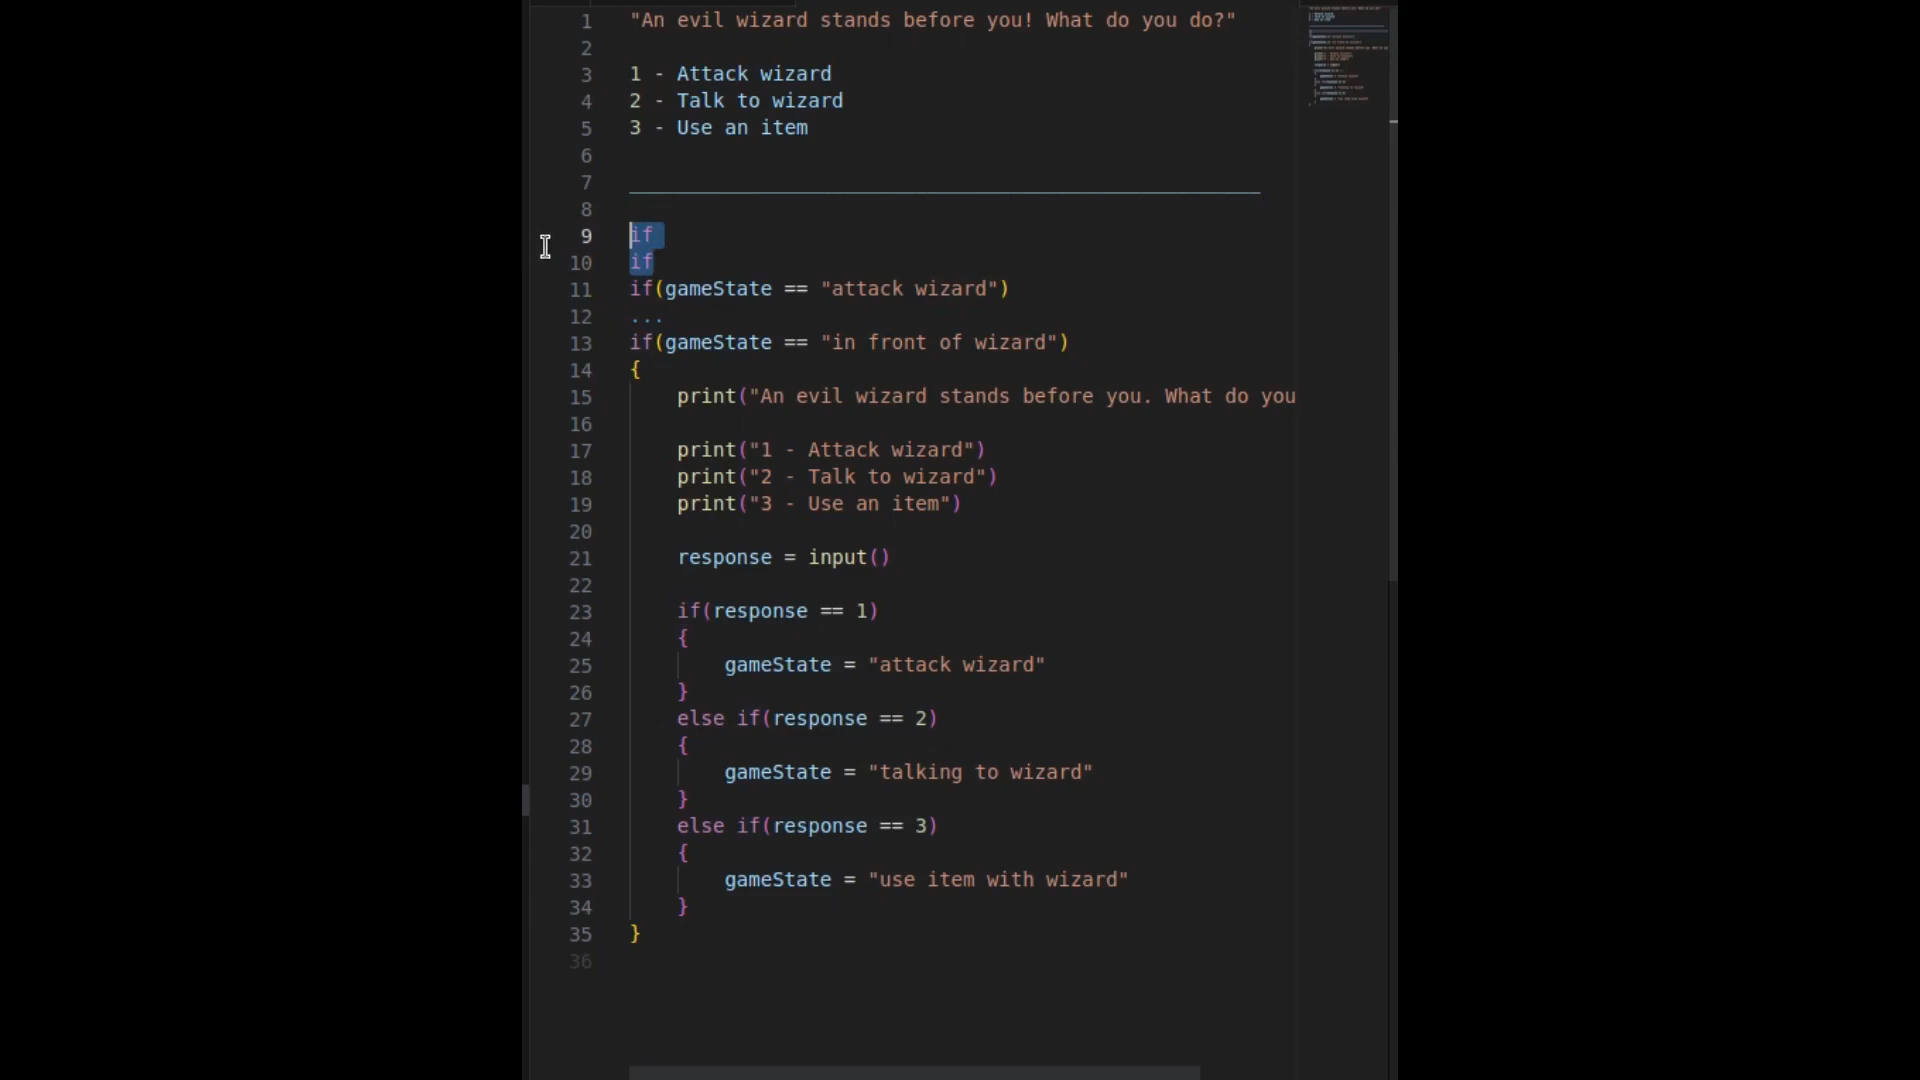 1 "An evil wizard stands before you! What do you do?"
2
3 1 - Attack wizard
4 2 - Talk to wizard
5 3 - Use an item
6
7 _____________________________________________________
8
9 if
10 if
11 if(gameState == "attack wizard")
12 ...
13 if(gameState == "in front of wizard")
14 {
15 print("An evil wizard stands before you. What do you
16
17 print("1 - Attack wizard")
18 print("2 - Talk to wizard")
19 print("3 - Use an item")
20
21 response = input()
22
23 if(response == 1)
24 {
25 gameState = "attack wizard"
26 }
27 else if(response == 2)
28 {
29 gameState = "talking to wizard"
30 }
31 else if(response == 3)
32 {
33 gameState = "use item with wizard"
34 }
35 }
36